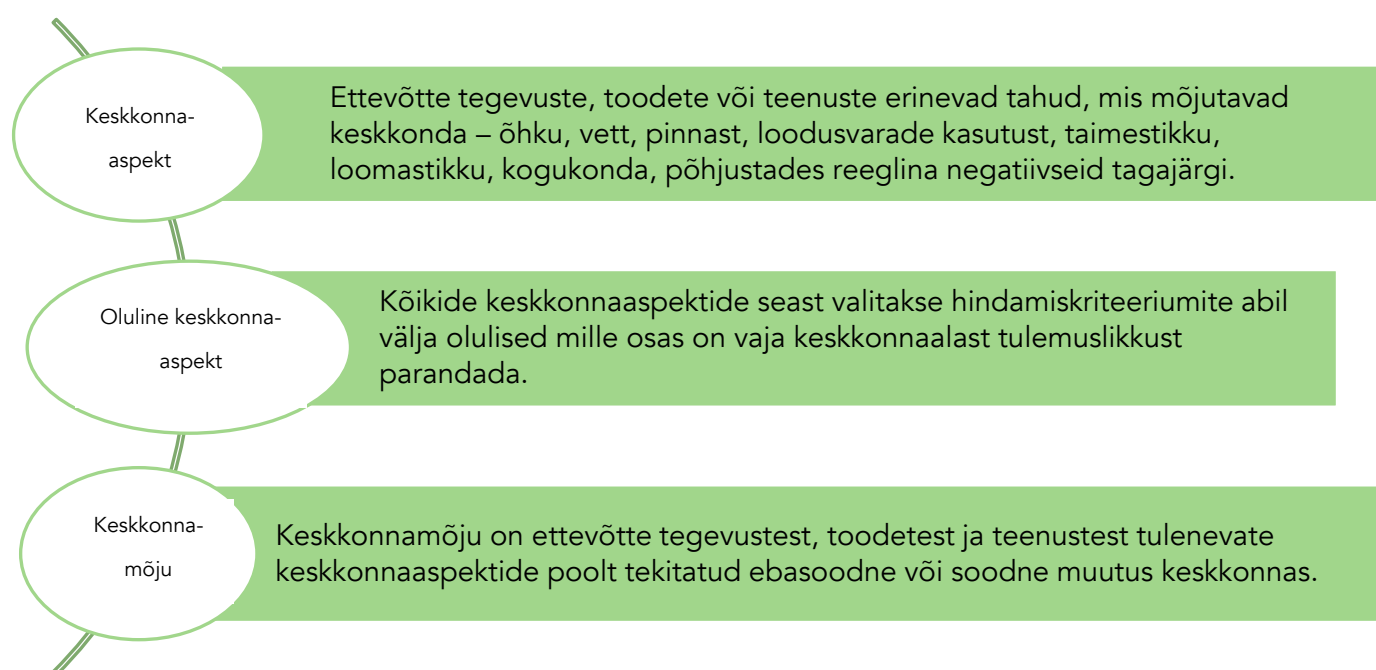 Keskkonna-
aspekt
Ettevõtte tegevuste, toodete või teenuste erinevad tahud, mis mõjutavad
keskkonda – õhku, vett, pinnast, loodusvarade kasutust, taimestikku,
loomastikku, kogukonda, põhjustades reeglina negatiivseid tagajärgi.
Oluline keskkonna-
aspekt
Kõikide keskkonnaaspektide seast valitakse hindamiskriteeriumite abil
välja olulised mille osas on vaja keskkonnaalast tulemuslikkust
parandada.
Keskkonna-
mõju
Keskkonnamõju on ettevõtte tegevustest, toodetest ja teenustest tulenevate
keskkonnaaspektide poolt tekitatud ebasoodne või soodne muutus keskkonnas.